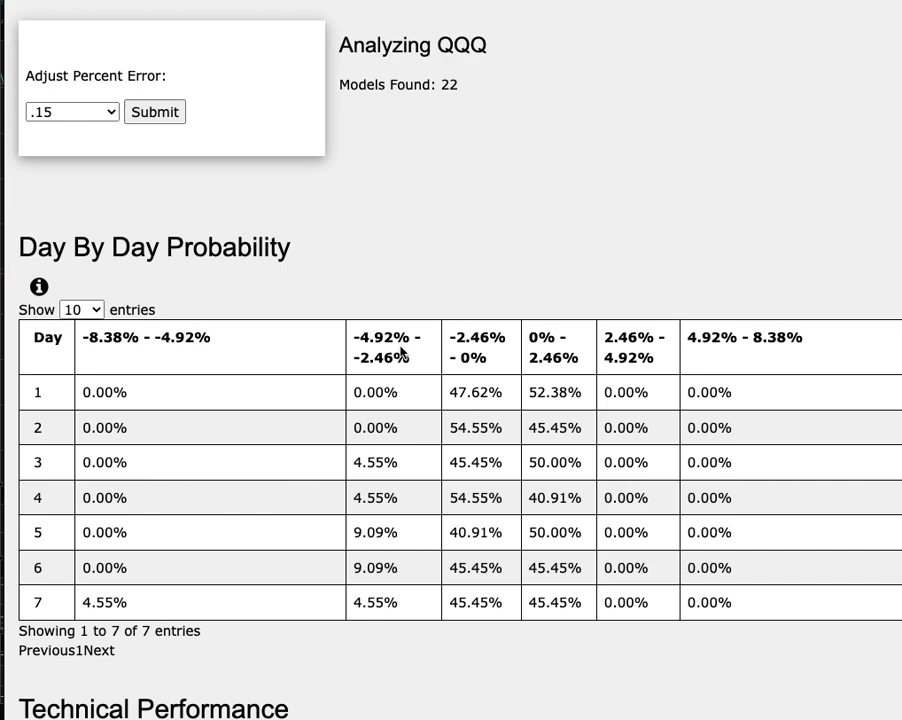 Adjust Percent Error:
.15 Submit
Analyzing QQQ
Models Found: 22
Day By Day Probability
Show 10 entries
Day -8.38% - -4.92% -4.92% - -2.46% -2.46% - 0% 0% - 2.46% 2.46% - 4.92% 4.92% - 8.38%
1 0.00% 0.00% 47.62% 52.38% 0.00% 0.00%
2 0.00% 0.00% 54.55% 45.45% 0.00% 0.00%
3 0.00% 4.55% 45.45% 50.00% 0.00% 0.00%
4 0.00% 4.55% 54.55% 40.91% 0.00% 0.00%
5 0.00% 9.09% 40.91% 50.00% 0.00% 0.00%
6 0.00% 9.09% 45.45% 45.45% 0.00% 0.00%
7 4.55% 4.55% 45.45% 45.45% 0.00% 0.00%
Showing 1 to 7 of 7 entries
Previous1Next
Technical Performance